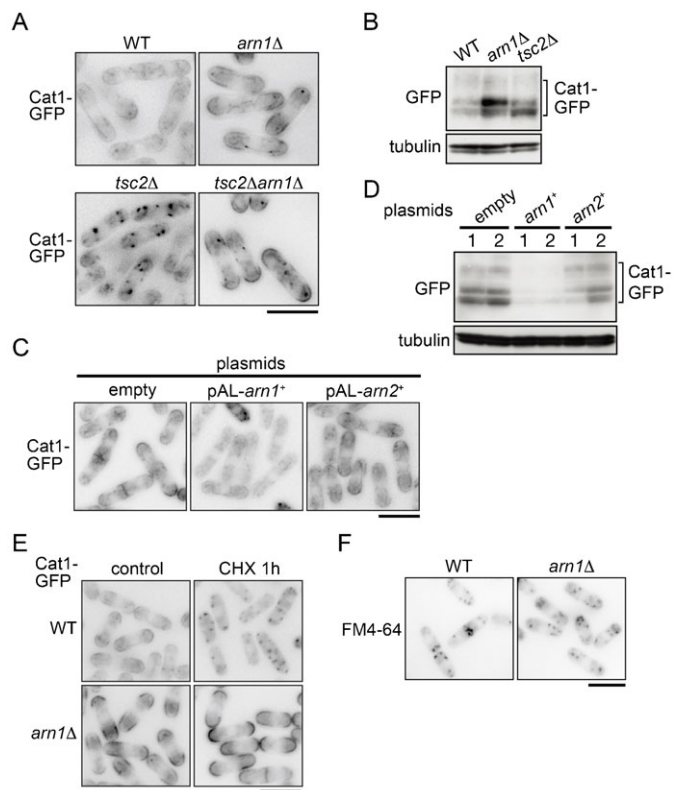 A
WT
arn1Δ
Cat1-
GFP
tsc2Δ
tsc2Δarn1Δ
Cat1-
GFP
B
WT
arn1Δ
tsc2Δ
GFP
Cat1-
GFP
tubulin
D
plasmids
empty
arn1⁺
arn2⁺
1 2 1 2 1 2
GFP
Cat1-
GFP
tubulin
C
plasmids
empty
pAL-arn1⁺
pAL-arn2⁺
Cat1-
GFP
E
Cat1-
GFP
control
CHX 1h
WT
arn1Δ
F
WT
arn1Δ
FM4-64